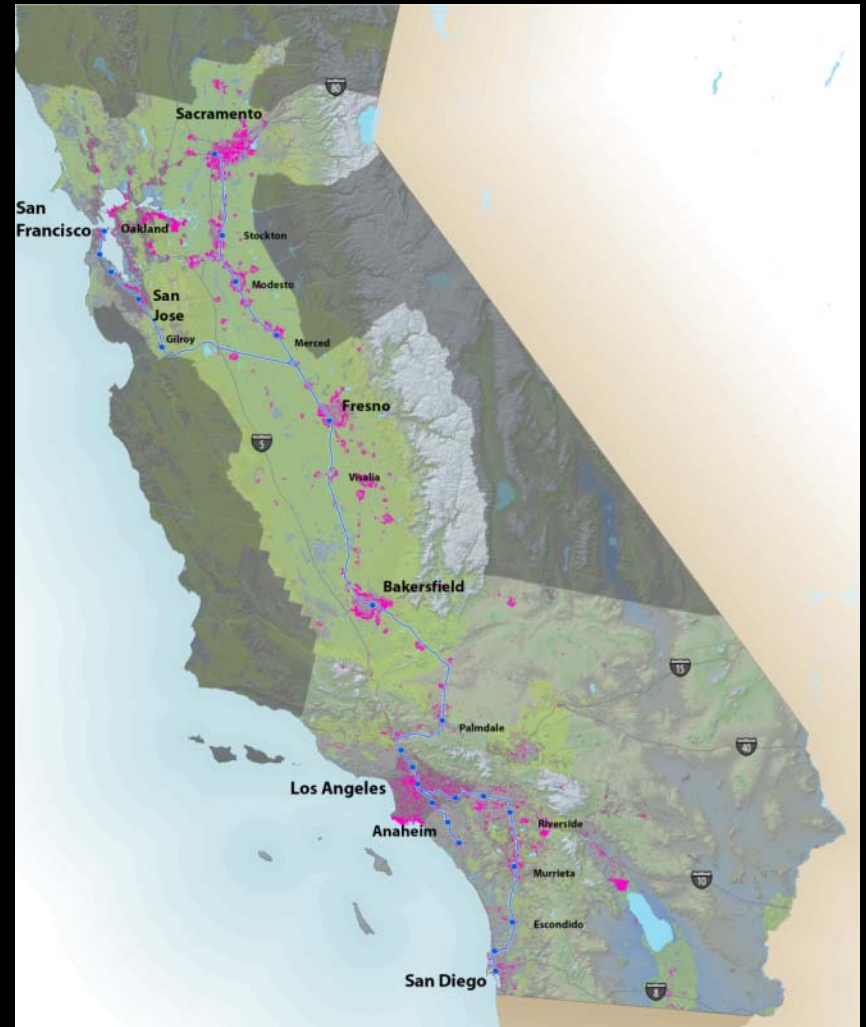 80
Sacramento
San
Francisco
Oakland
Stockton
San
Jose
Modesto
Gilroy
Merced
Fresno
5
Visalia
Bakersfield
15
Palmdale
40
Los Angeles
Anaheim
Riverside
Murrieta
10
Escondido
San Diego
8